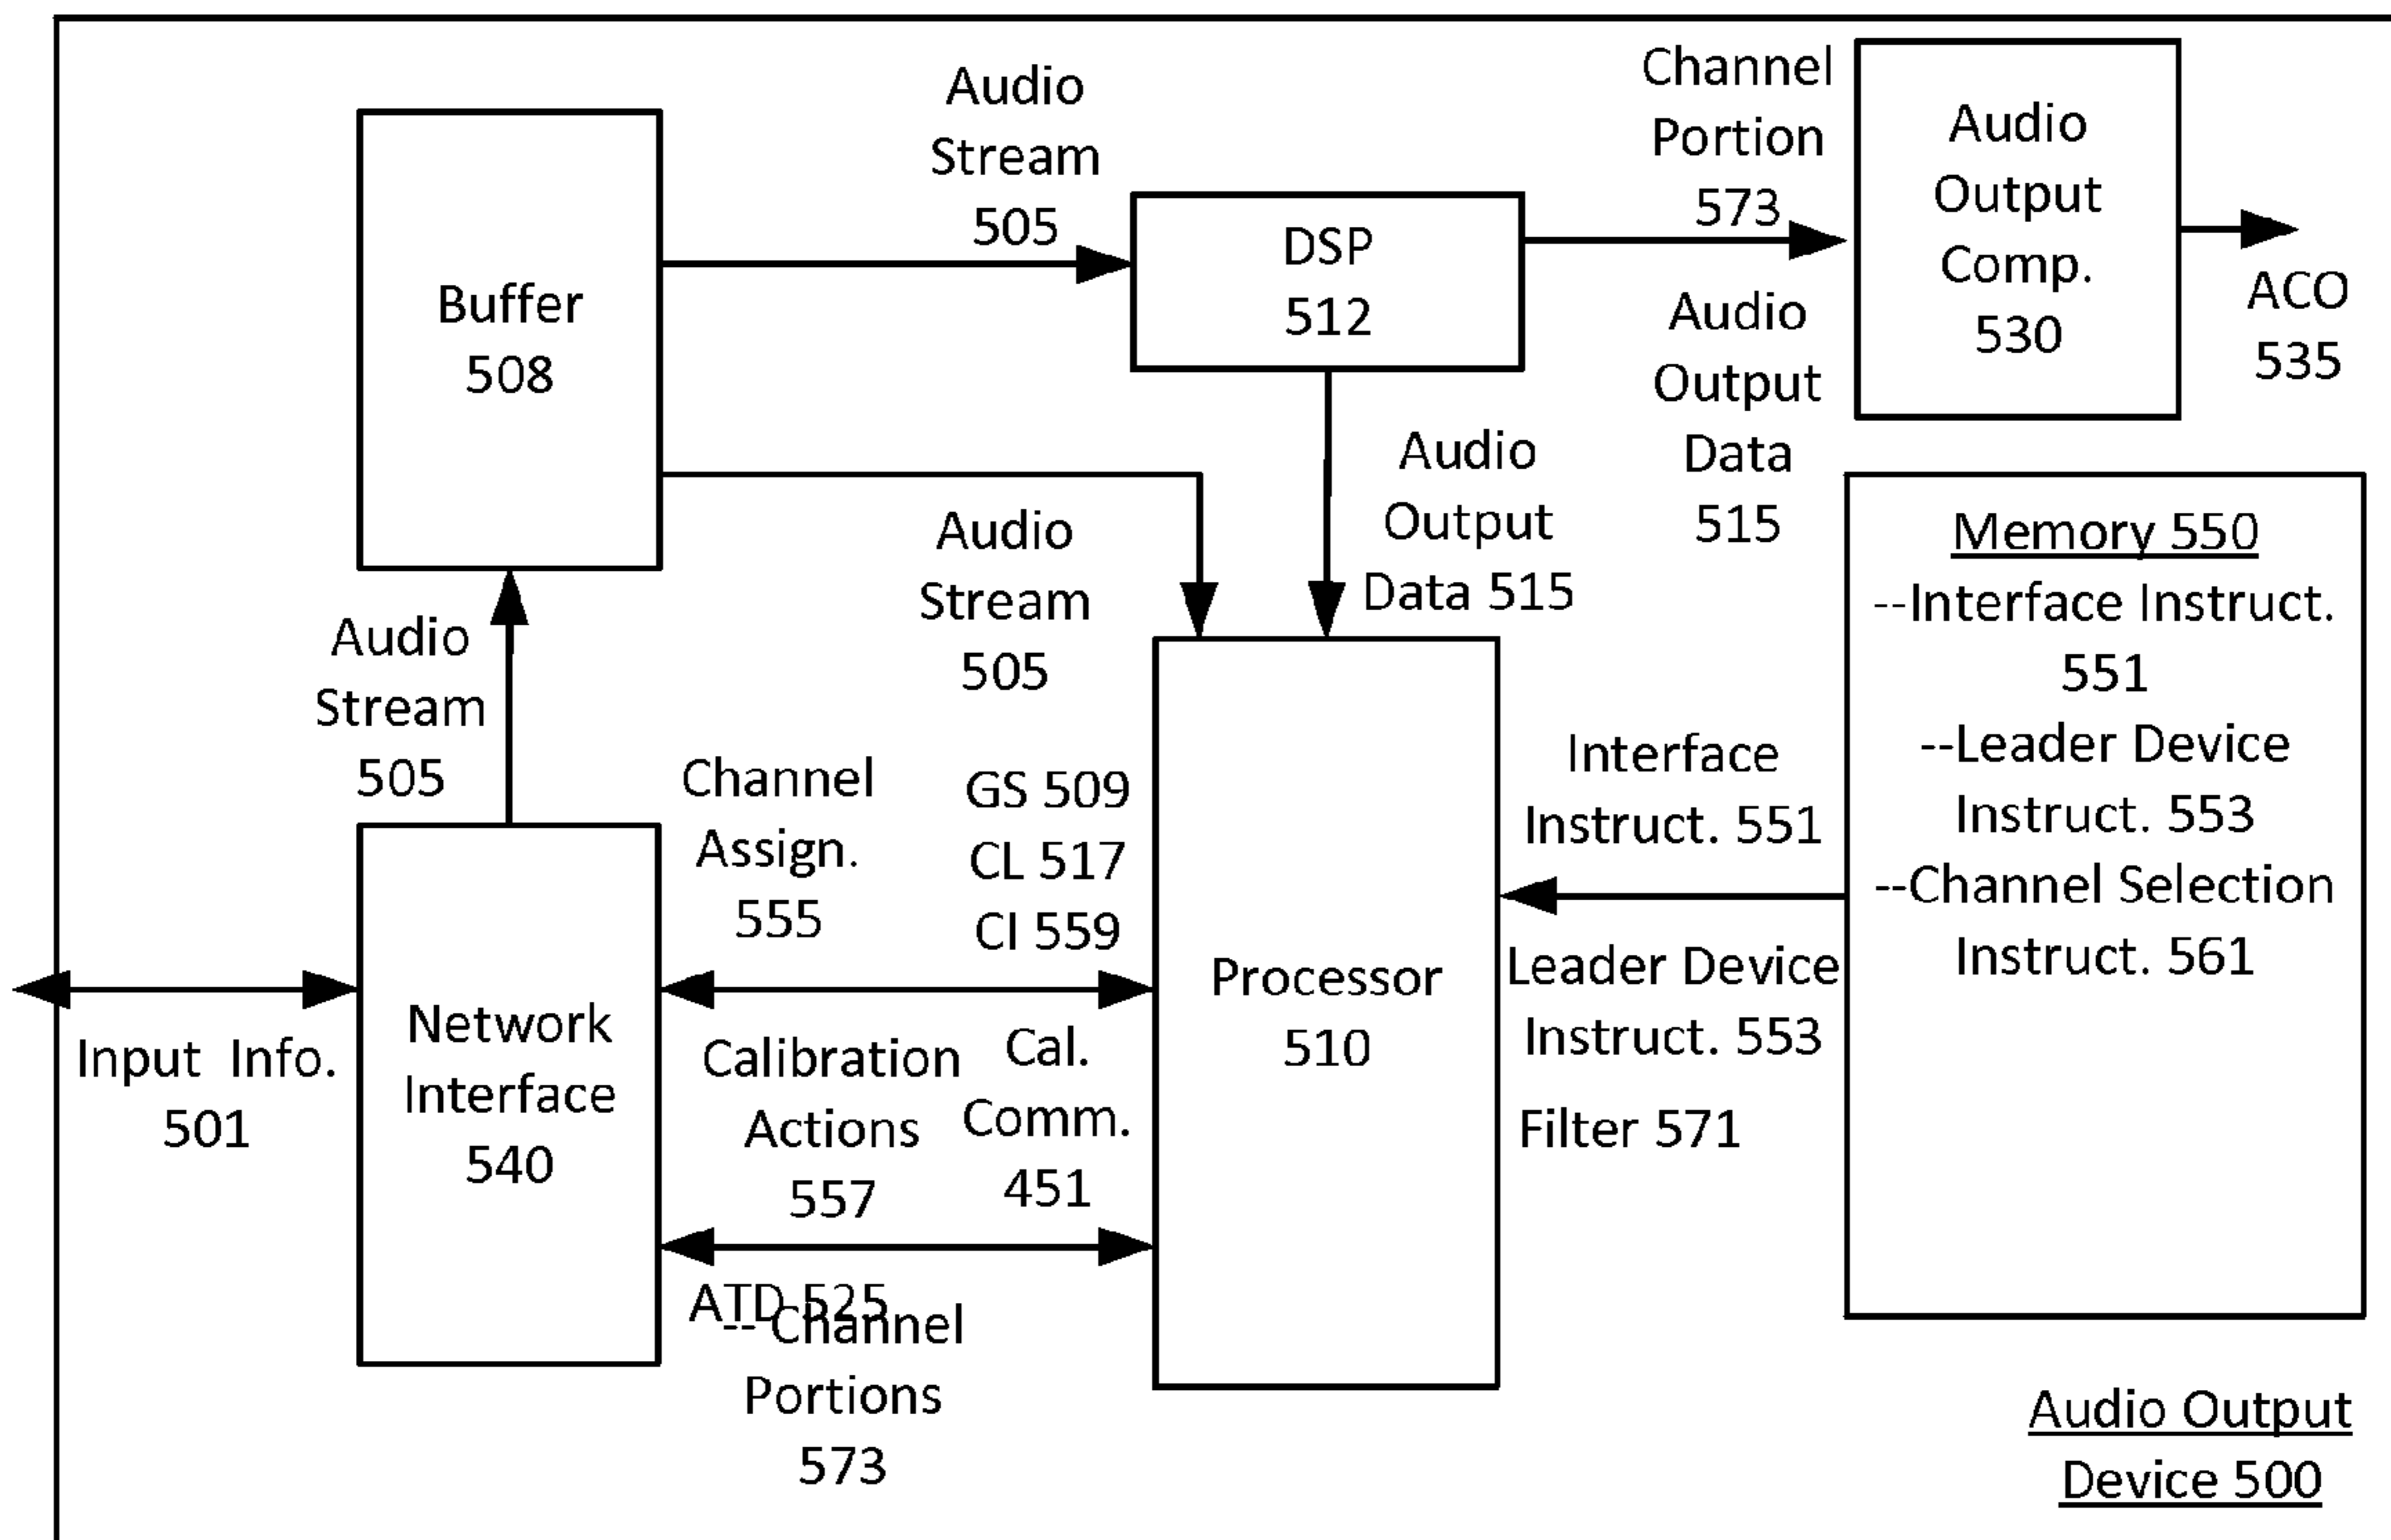 Audio
Stream
505
Channel
Portion
573
Audio
Output
Comp.
530
Buffer
508
DSP
512
ACO
535
Audio
Output
Data
515
Audio
Output
Data 515
Audio
Stream
505
Audio
Stream
505
Memory 550
--Interface Instruct.
551
--Leader Device
Instruct. 553
--Channel Selection
Instruct. 561
Channel
Assign.
555
GS 509
CL 517
CI 559
Interface
Instruct. 551
Leader Device
Instruct. 553
Filter 571
Processor
510
Network
Interface
540
Input Info.
501
Calibration
Actions
557
Cal.
Comm.
451
ATD 525
-- Channel
Portions
573
Audio Output
Device 500